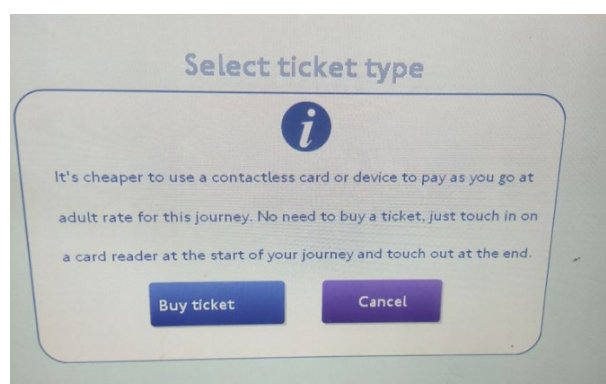 Select ticket type
i
It's cheaper to use a contactless card or device to pay as you go at
adult rate for this journey. No need to buy a ticket, just touch in on
a card reader at the start of your journey and touch out at the end.
Buy ticket
Cancel